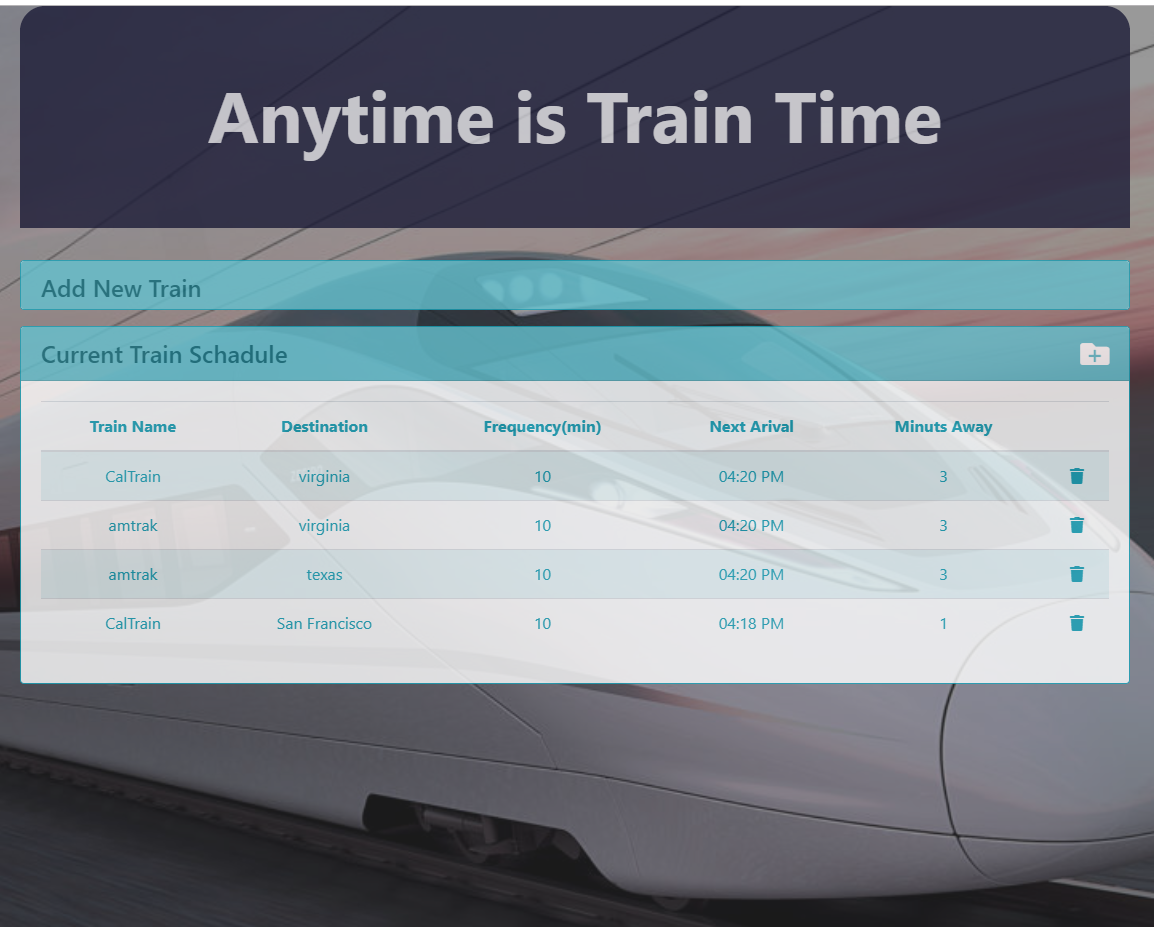 Anytime is Train Time
Add New Train
Current Train Schadule
Train Name Destination Frequency(min) Next Arival Minuts Away
CalTrain virginia 10 04:20 PM 3
amtrak virginia 10 04:20 PM 3
amtrak texas 10 04:20 PM 3
CalTrain San Francisco 10 04:18 PM 1